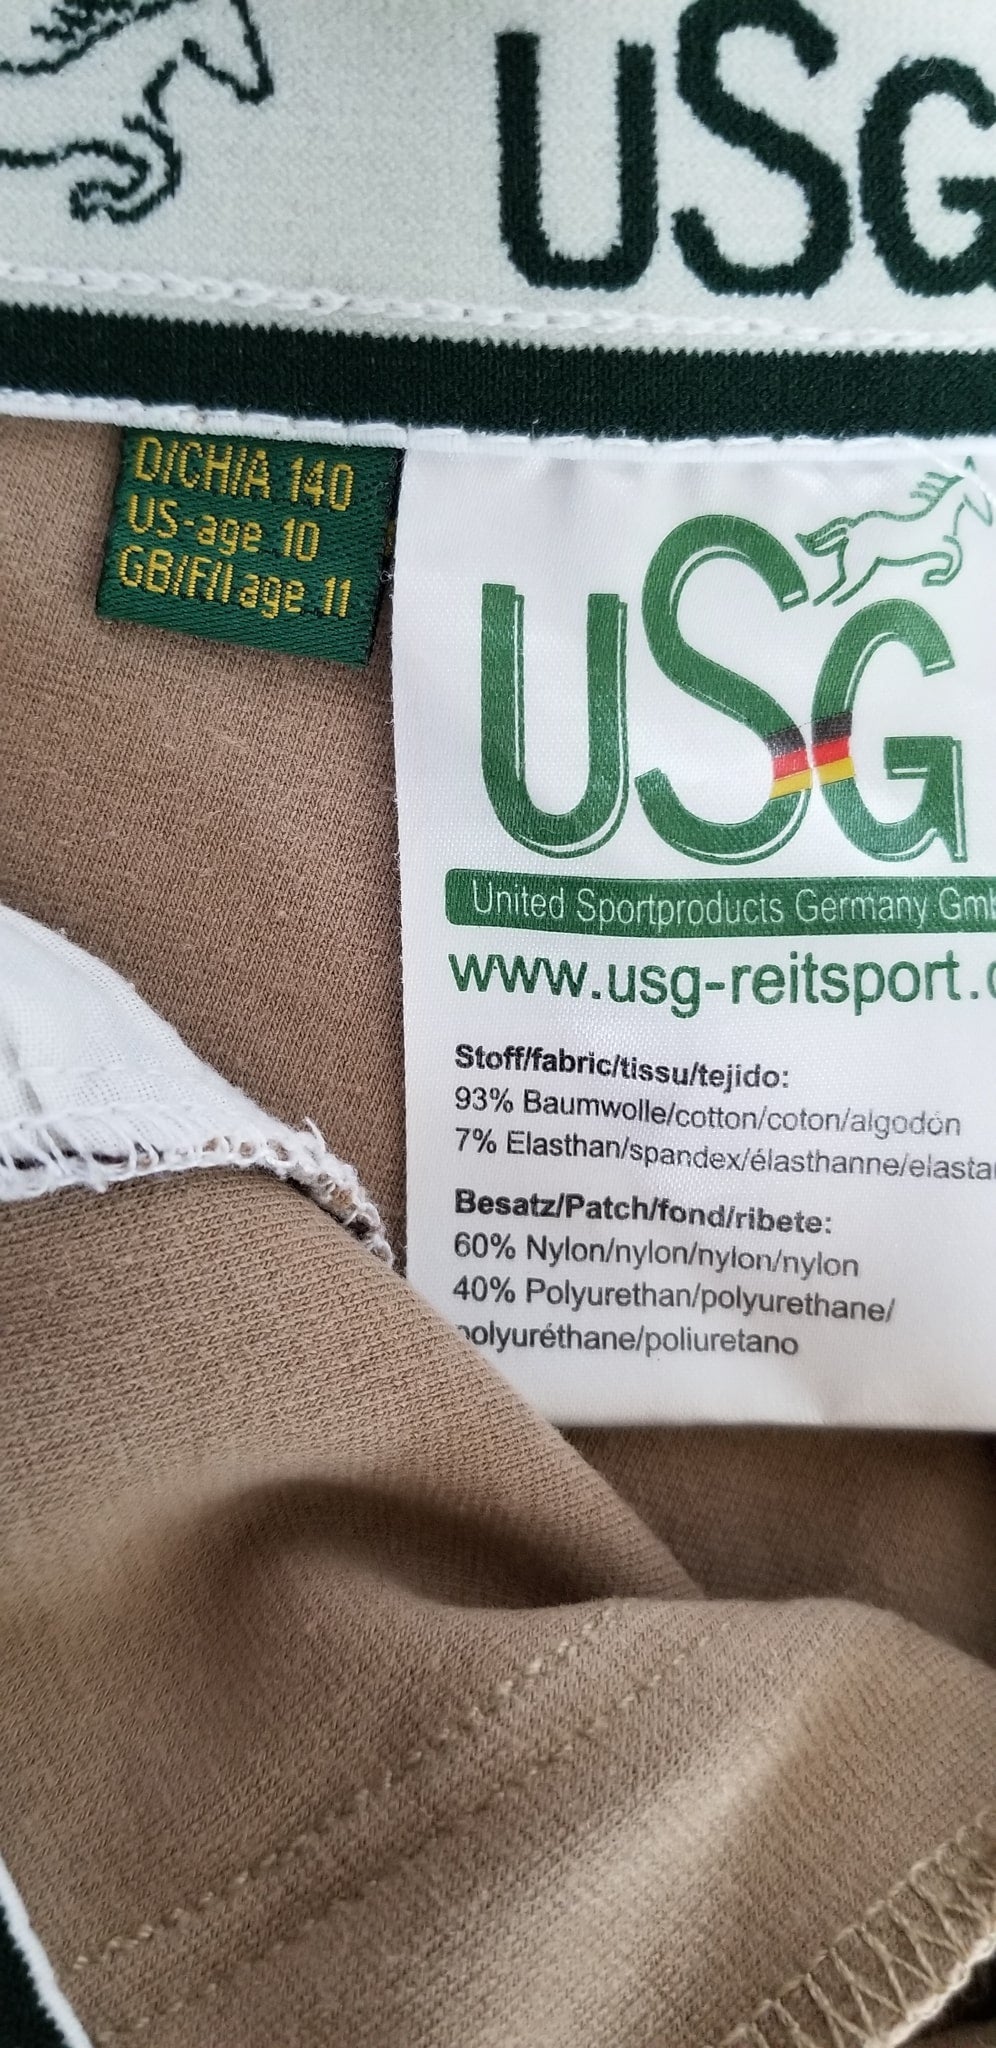 USG
D/CH/A 140
US-age 10
GB/F/I age 11
USG
United Sportproducts Germany Gmb
www.usg-reitsport.
Stoff/fabric/tissu/tejido:
93% Baumwolle/cotton/coton/algodón
7% Elasthan/spandex/élasthanne/elasta
Besatz/Patch/fond/ribete:
60% Nylon/nylon/nylon/nylon
40% Polyurethan/polyurethane/
polyuréthane/poliuretano